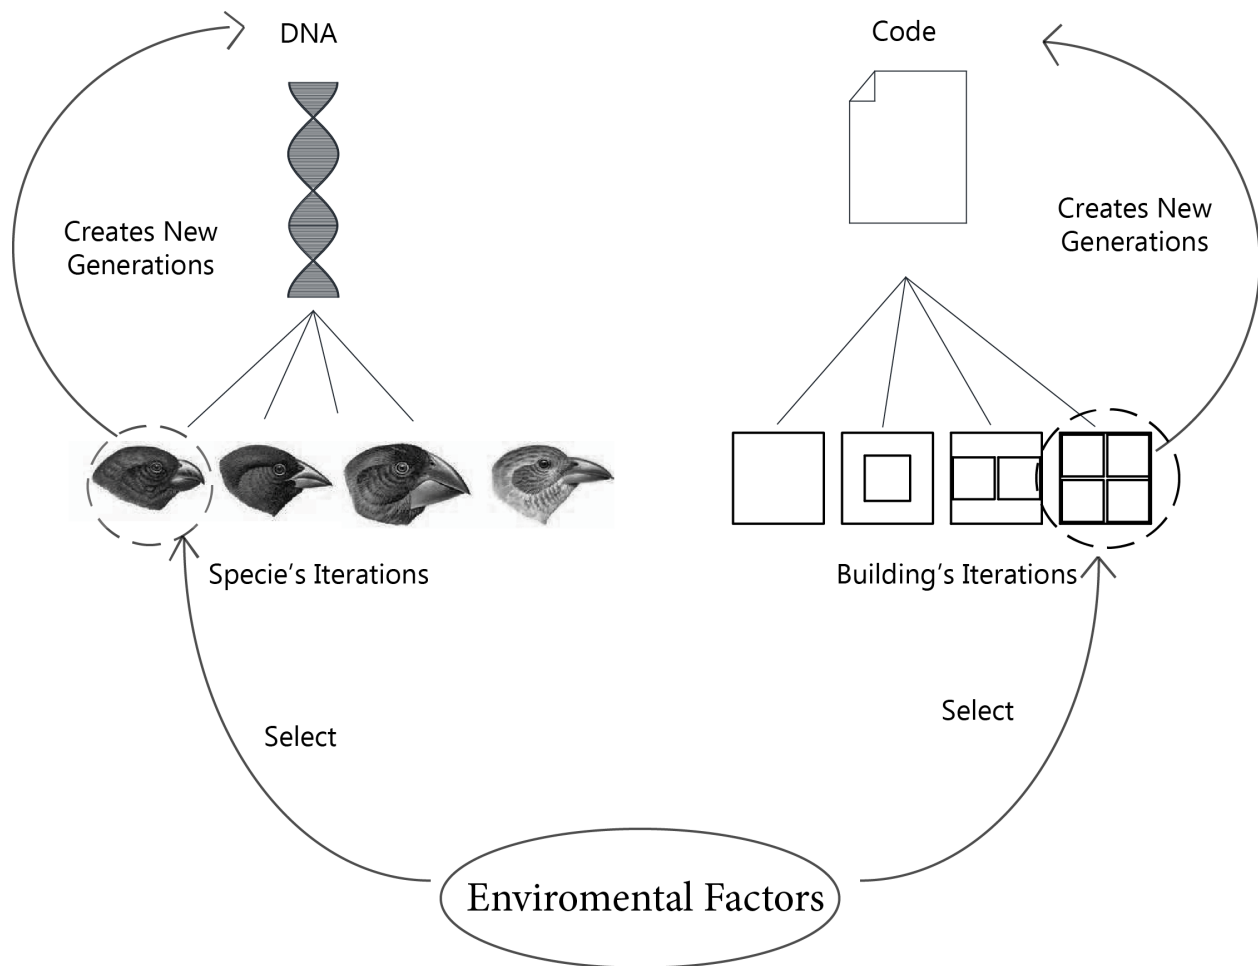 DNA
Code
Creates New
Generations
Creates New
Generations
Specie's Iterations
Building's Iterations
Select
Select
Enviromental Factors